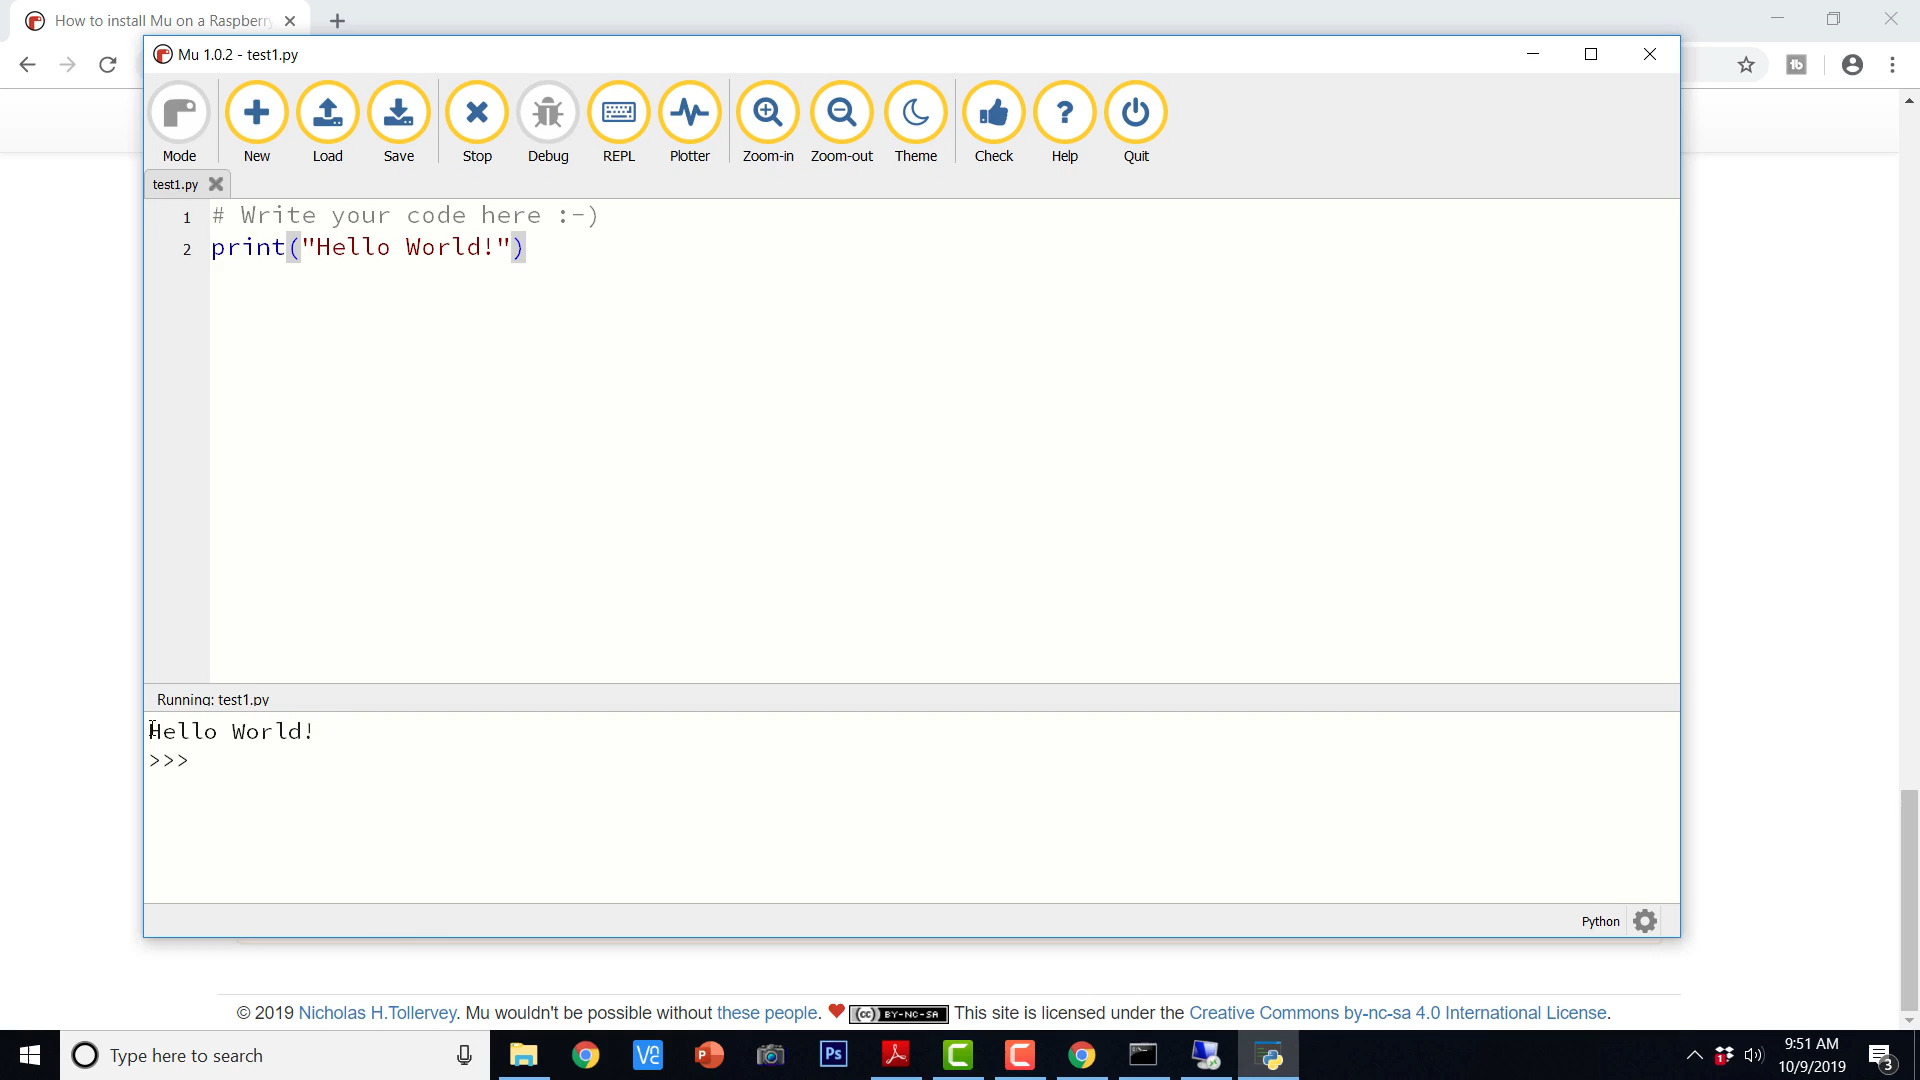 How to install Mu on a Raspberry
Mu 1.0.2 - test1.py
Mode New Load Save Stop Debug REPL Plotter Zoom-in Zoom-out Theme Check Help Quit
test1.py
1 # Write your code here :-)
2 print("Hello World!")
Running: test1.py
Hello World!
>>>
Python
© 2019 Nicholas H.Tollervey. Mu wouldn't be possible without these people. ❤ (cc) BY-NC-SA This site is licensed under the Creative Commons by-nc-sa 4.0 International License.
Type here to search
Ps
9:51 AM
10/9/2019
3